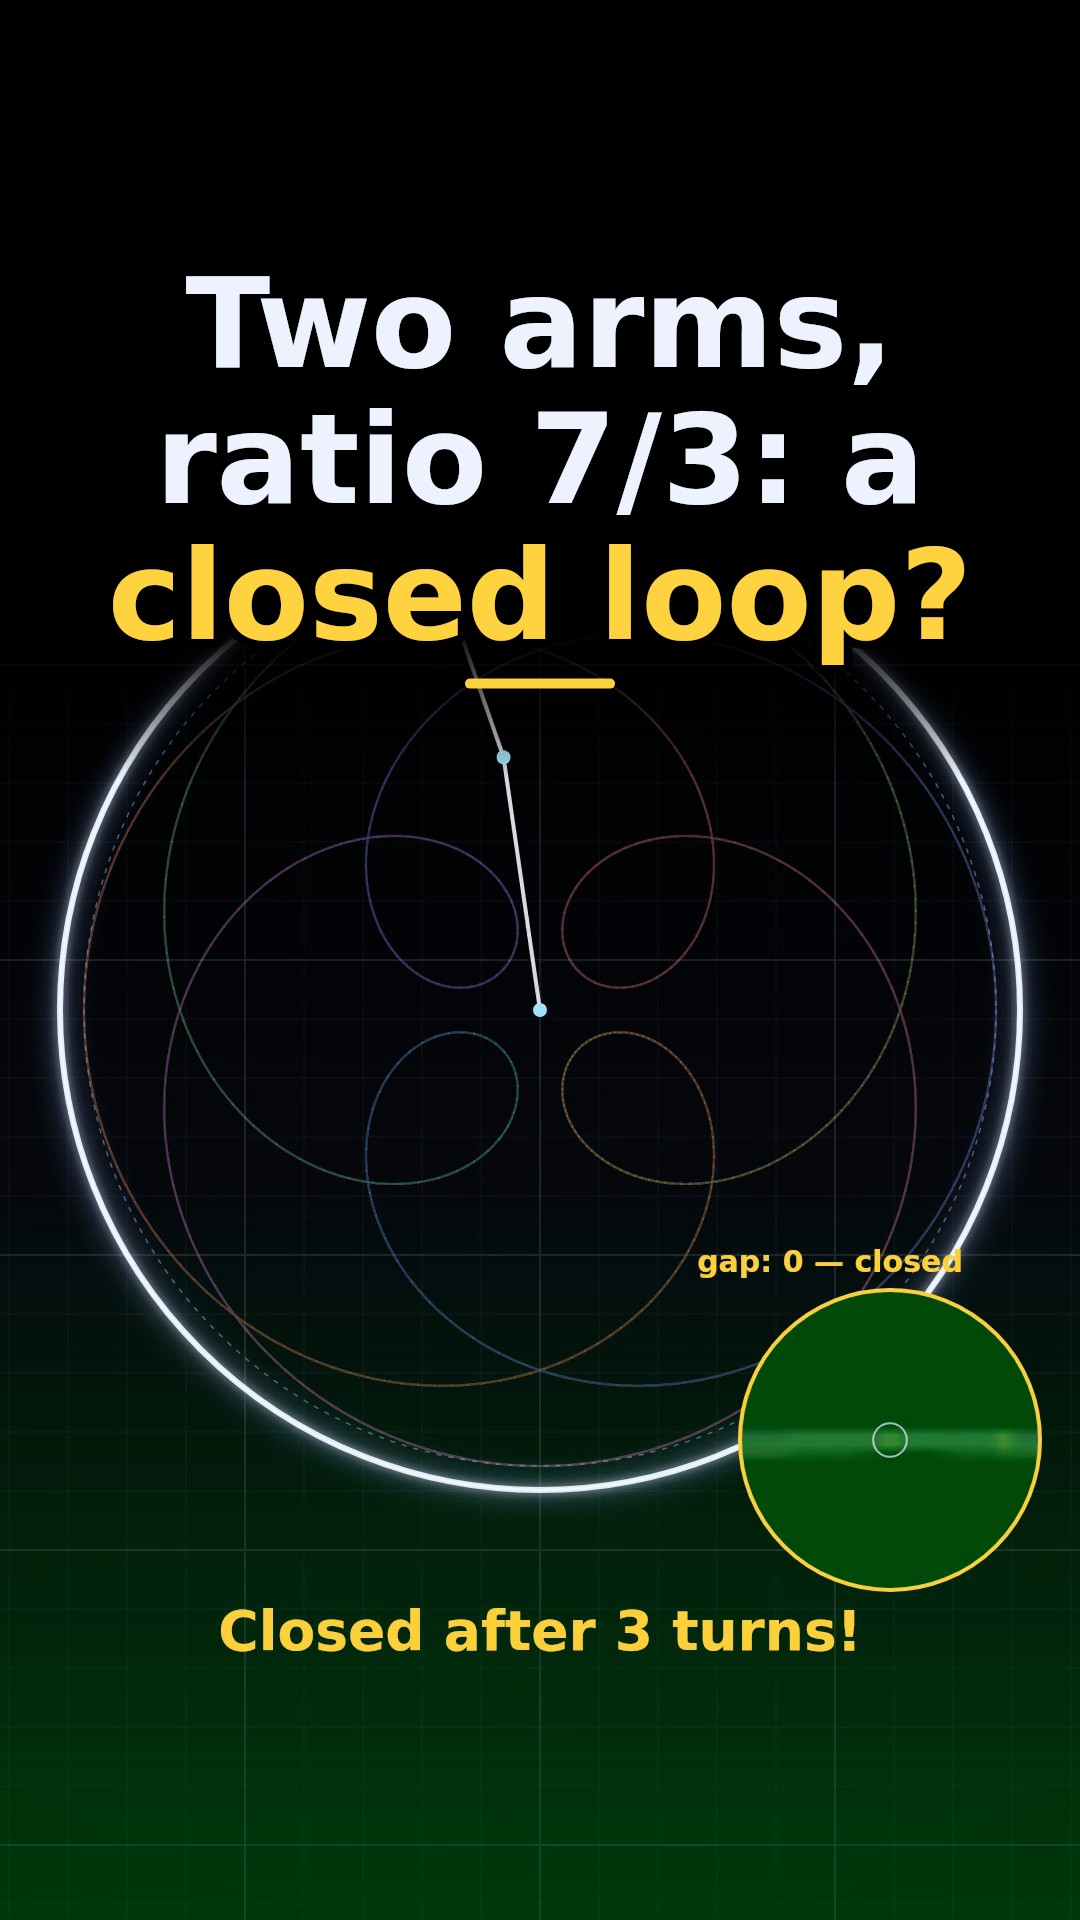 Two arms,
ratio 7/3: a
closed loop?
gap: 0 — closed
Closed after 3 turns!